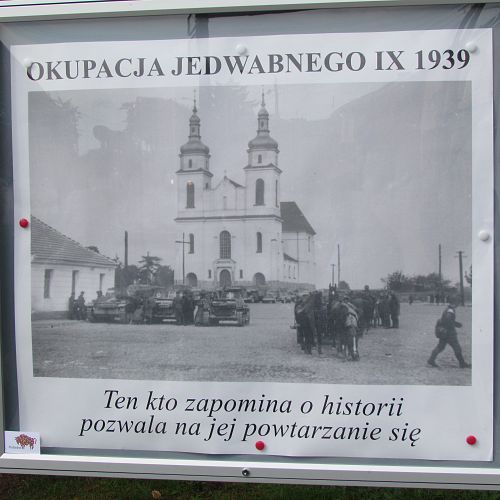 OKUPACJA JEDWABNEGO IX 1939
Ten kto zapomina o historii
pozwala na jej powtarzanie się